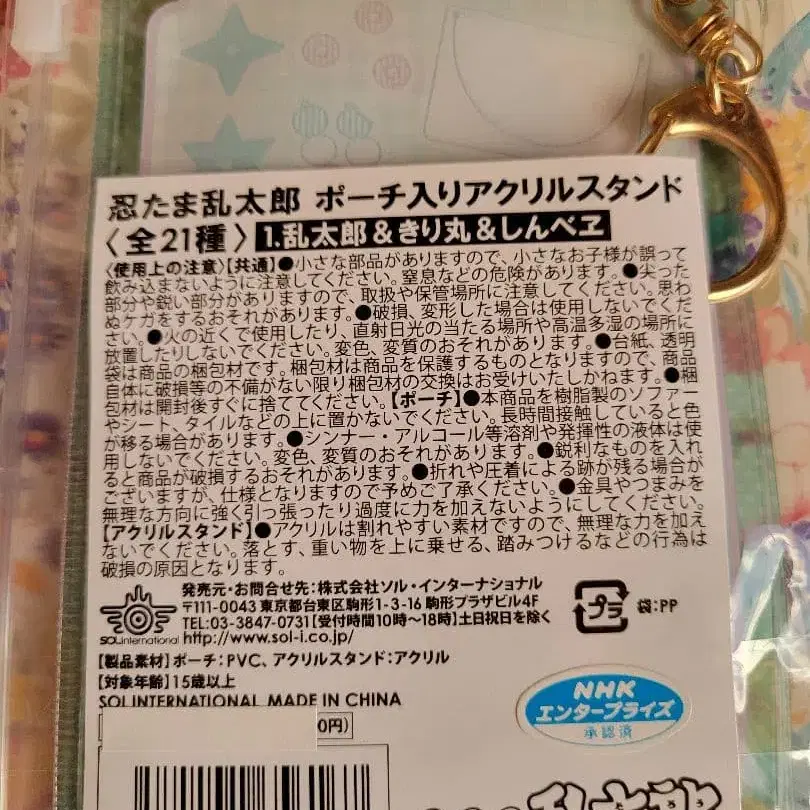 忍たま乱太郎 ポーチ入りアクリルスタンド
〈全21種〉1.乱太郎&きり丸&しんべヱ
〈使用上の注意〉【共通】●小さな部品がありますので、小さなお子様が誤って
飲み込まないように注意してください。窒息などの危険があります。●尖った
部分や鋭い部分がありますので、取扱や保管場所に注意してください。思わ
ぬケガをするおそれがあります。●破損、変形した場合は使用しないでくだ
さい。●火の近くで使用したり、直射日光の当たる場所や高温多湿の場所に
放置したりしないでください。変色、変質のおそれがあります。●台紙、透明
袋は商品の梱包材です。梱包材は商品を保護するものとなりますので、商品
自体に破損等の不備がない限り梱包材の交換はお受けいたしかねます。●梱
包材は開封後すぐに捨ててください。【ポーチ】●本商品を樹脂製のソファー
やシート、タイルなどの上に置かないでください。長時間接触していると色
が移る場合があります。●シンナー・アルコール等溶剤や発揮性の液体は使
用しないでください。変色、変質のおそれがあります。●鋭利なものを入れ
ると商品が破損するおそれがあります。●折れや圧着による跡が残る場合が
ございますが、仕様となりますので予めご了承ください。●金具やつまみを
無理な方向に強く引っ張ったり過度に力を加えないようにしてください。
【アクリルスタンド】●アクリルは割れやすい素材ですので、無理な力を加え
ないでください。落とす、重い物を上に乗せる、踏みつけるなどの行為は
破損の原因となります。
SOL international
発売元・お問合せ先：株式会社ソル・インターナショナル
〒111-0043 東京都台東区駒形1-3-16 駒形プラザビル4F
TEL:03-3847-0731【受付時間10時〜18時】土日祝日を除く
http://www.sol-i.co.jp/
プラ 袋：PP
【製品素材】ポーチ：PVC、アクリルスタンド：アクリル
【対象年齢】15歳以上
SOL INTERNATIONAL MADE IN CHINA
0円）
NHK
エンタープライズ
承認済